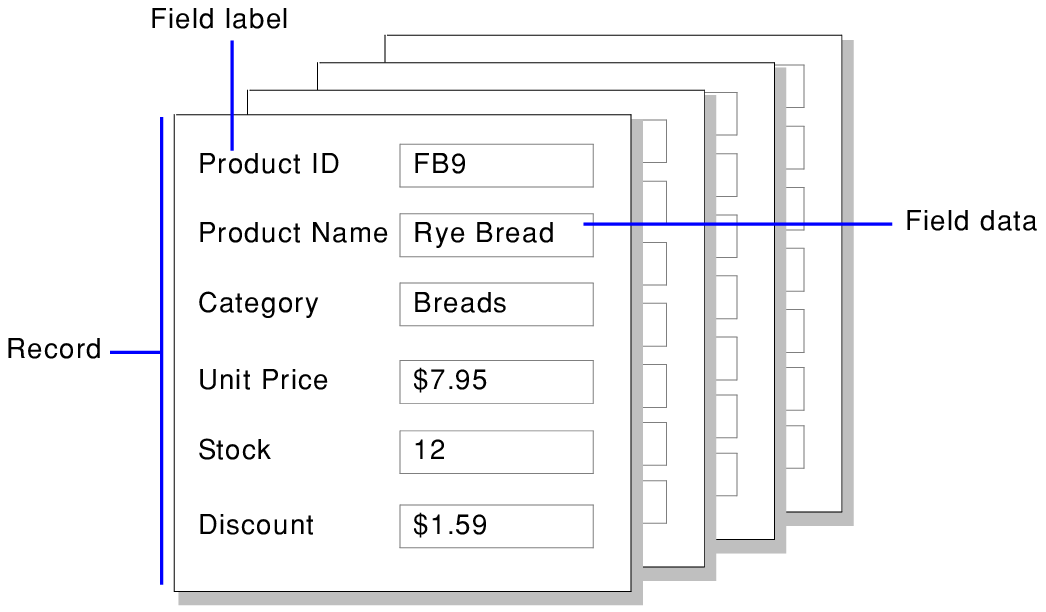 Field label
Product ID FB9
Product Name Rye Bread
Field data
Category Breads
Record
Unit Price $7.95
Stock 12
Discount $1.59